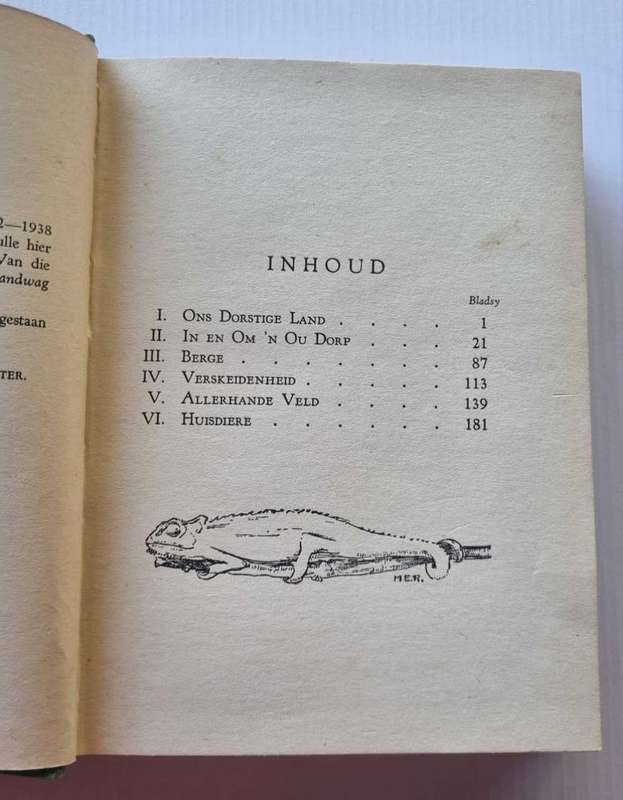 2—1938
ulle hier
Van die
andwag
gestaan
TER.
INHOUD
Bladsy
I. Ons Dorstige Land . . . . 1
II. In en Om 'n Ou Dorp . . . . 21
III. Berge . . . . . . . 87
IV. Verskeidenheid . . . . . 113
V. Allerhande Veld . . . . 139
VI. Huisdiere . . . . . . 181
M.E.R.